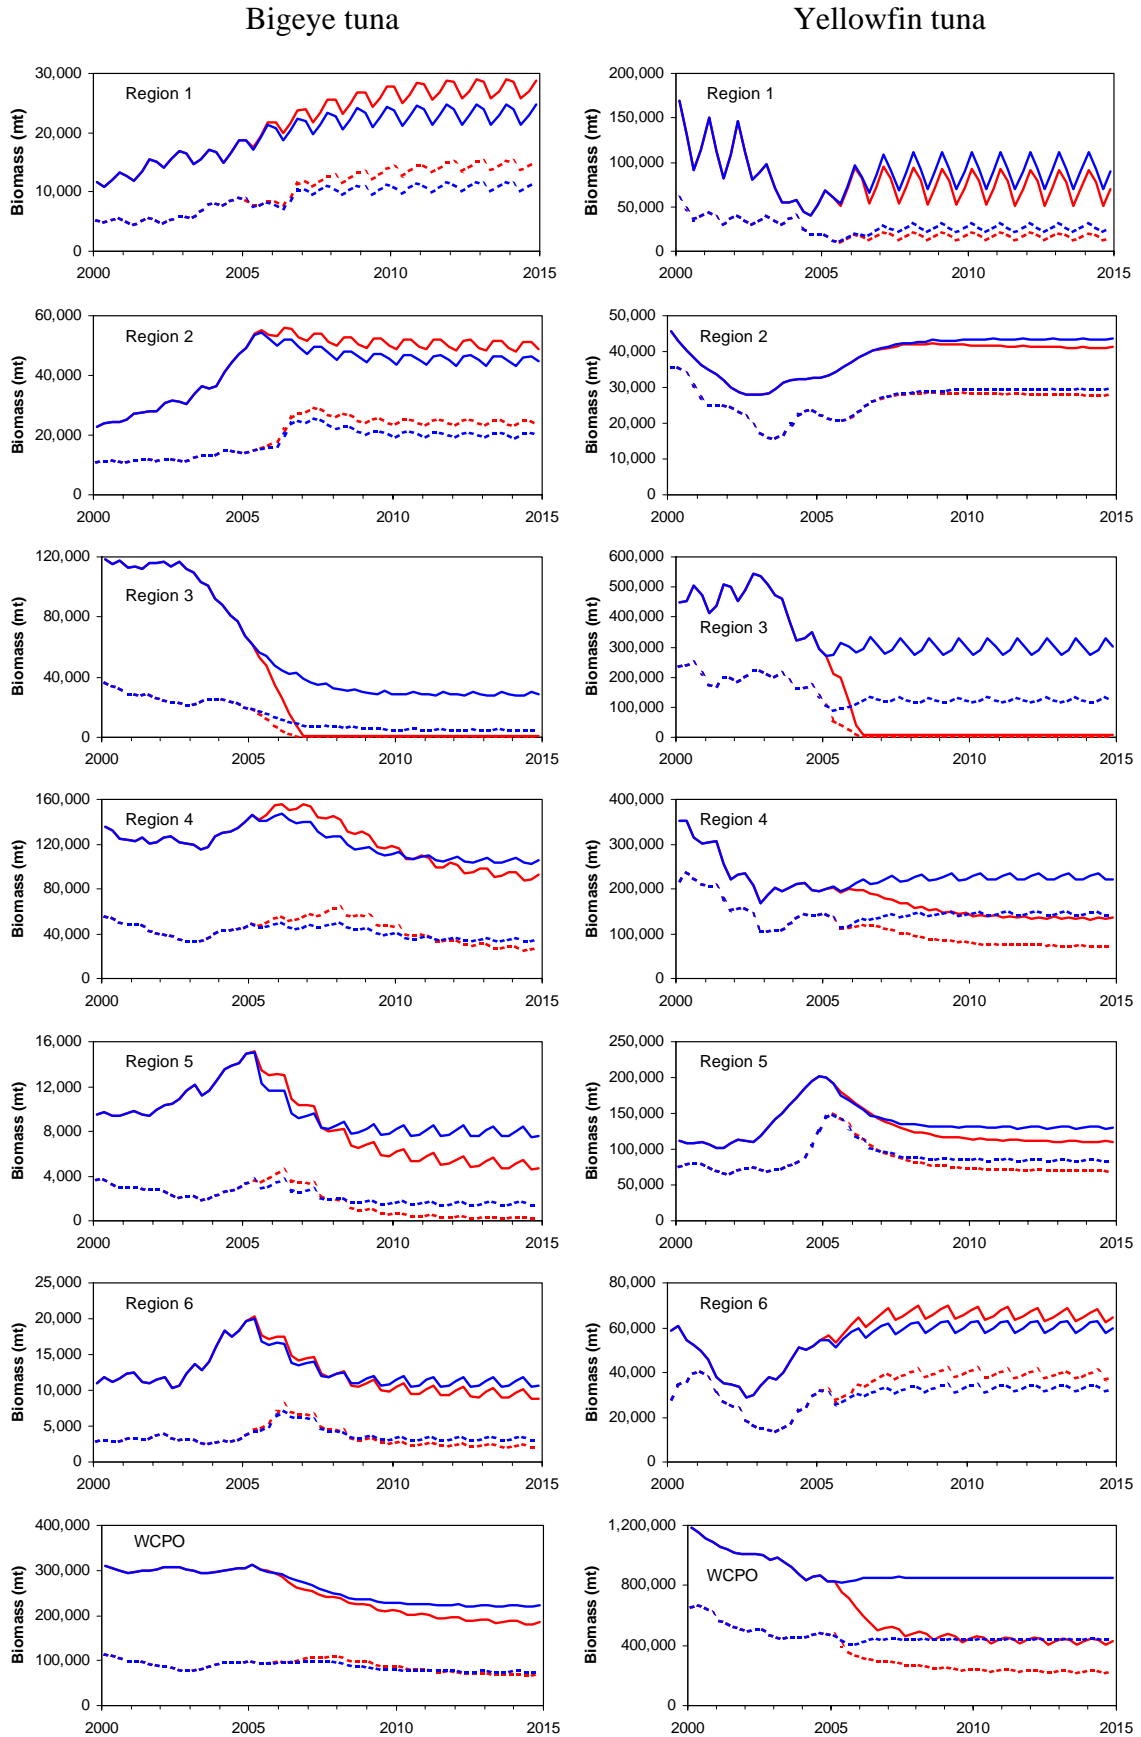 Bigeye tuna
Yellowfin tuna
Biomass (mt)
30,000
20,000
10,000
0
Region 1
2000 2005 2010 2015
Biomass (mt)
200,000
150,000
100,000
50,000
0
Region 1
2000 2005 2010 2015
Biomass (mt)
60,000
40,000
20,000
0
Region 2
2000 2005 2010 2015
Biomass (mt)
50,000
40,000
30,000
20,000
10,000
0
Region 2
2000 2005 2010 2015
Biomass (mt)
120,000
80,000
40,000
0
Region 3
2000 2005 2010 2015
Biomass (mt)
600,000
500,000
400,000
300,000
200,000
100,000
0
Region 3
2000 2005 2010 2015
Biomass (mt)
160,000
120,000
80,000
40,000
0
Region 4
2000 2005 2010 2015
Biomass (mt)
400,000
300,000
200,000
100,000
0
Region 4
2000 2005 2010 2015
Biomass (mt)
16,000
12,000
8,000
4,000
0
Region 5
2000 2005 2010 2015
Biomass (mt)
250,000
200,000
150,000
100,000
50,000
0
Region 5
2000 2005 2010 2015
Biomass (mt)
25,000
20,000
15,000
10,000
5,000
0
Region 6
2000 2005 2010 2015
Biomass (mt)
80,000
60,000
40,000
20,000
0
Region 6
2000 2005 2010 2015
Biomass (mt)
400,000
300,000
200,000
100,000
0
WCPO
2000 2005 2010 2015
Biomass (mt)
1,200,000
800,000
400,000
0
WCPO
2000 2005 2010 2015